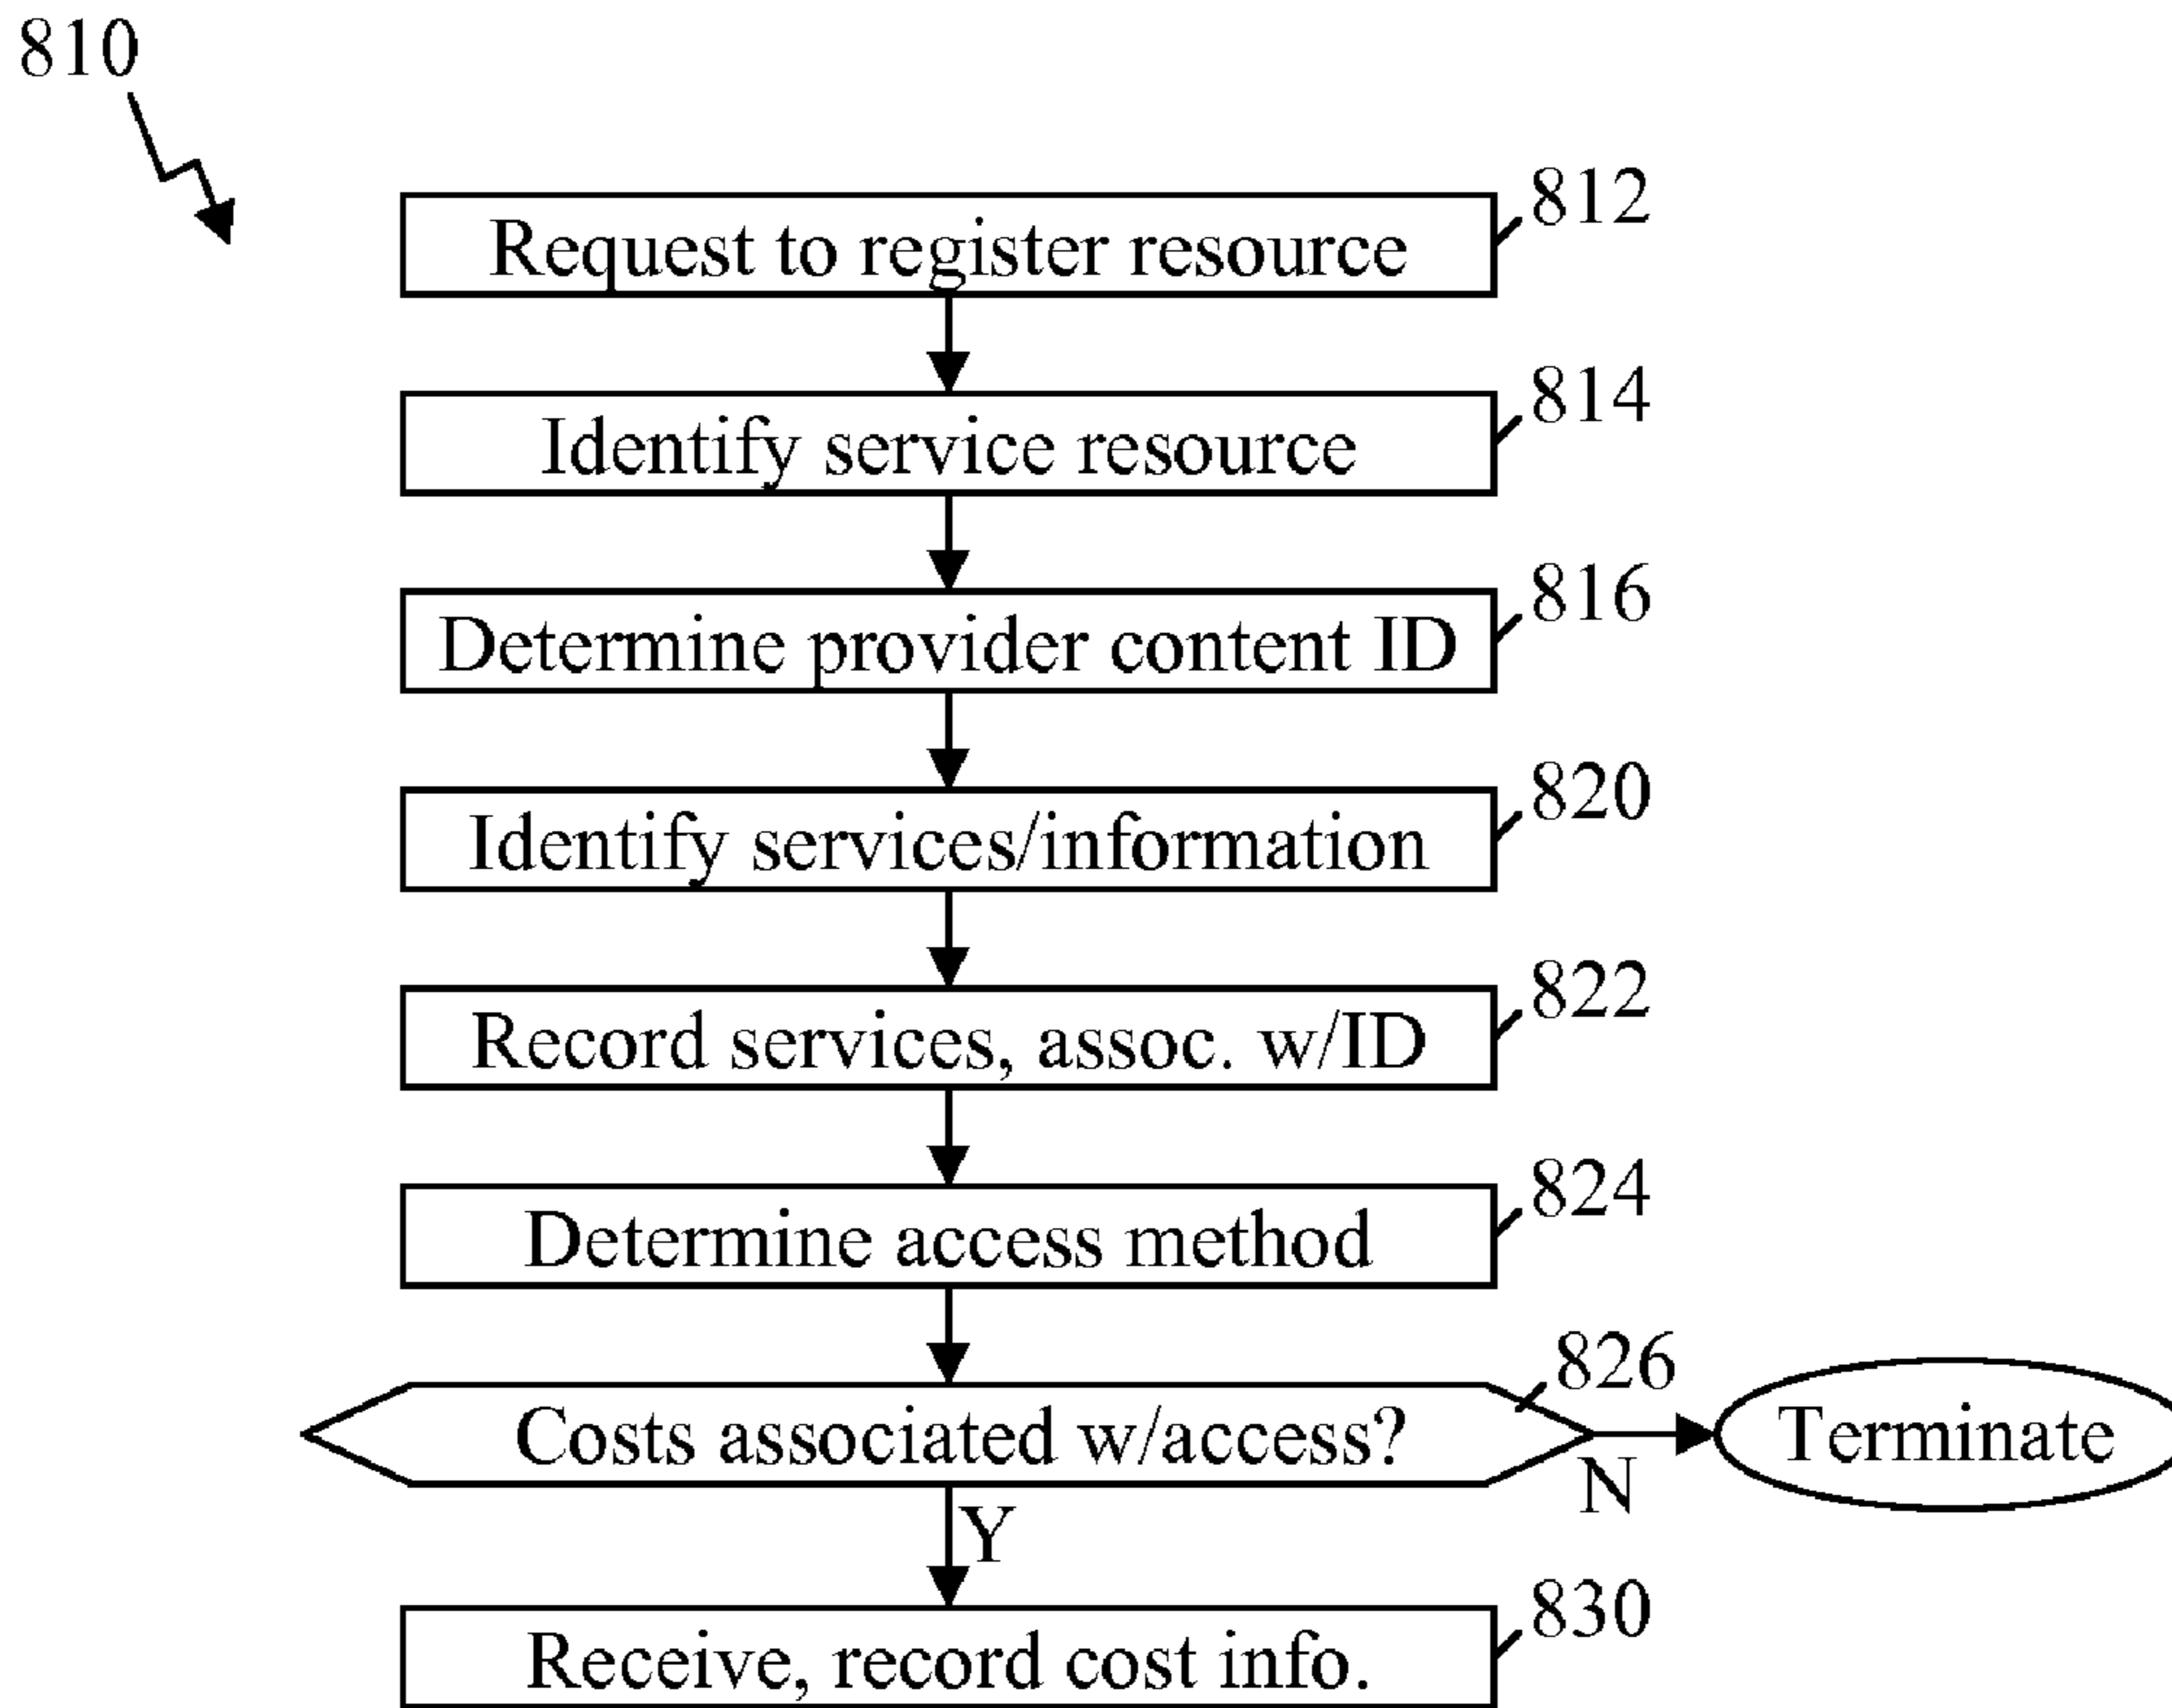 810
Request to register resource
812
Identify service resource
814
Determine provider content ID
816
Identify services/information
820
Record services, assoc. w/ID
822
Determine access method
824
Costs associated w/access?
826
N
Terminate
Y
Receive, record cost info.
830